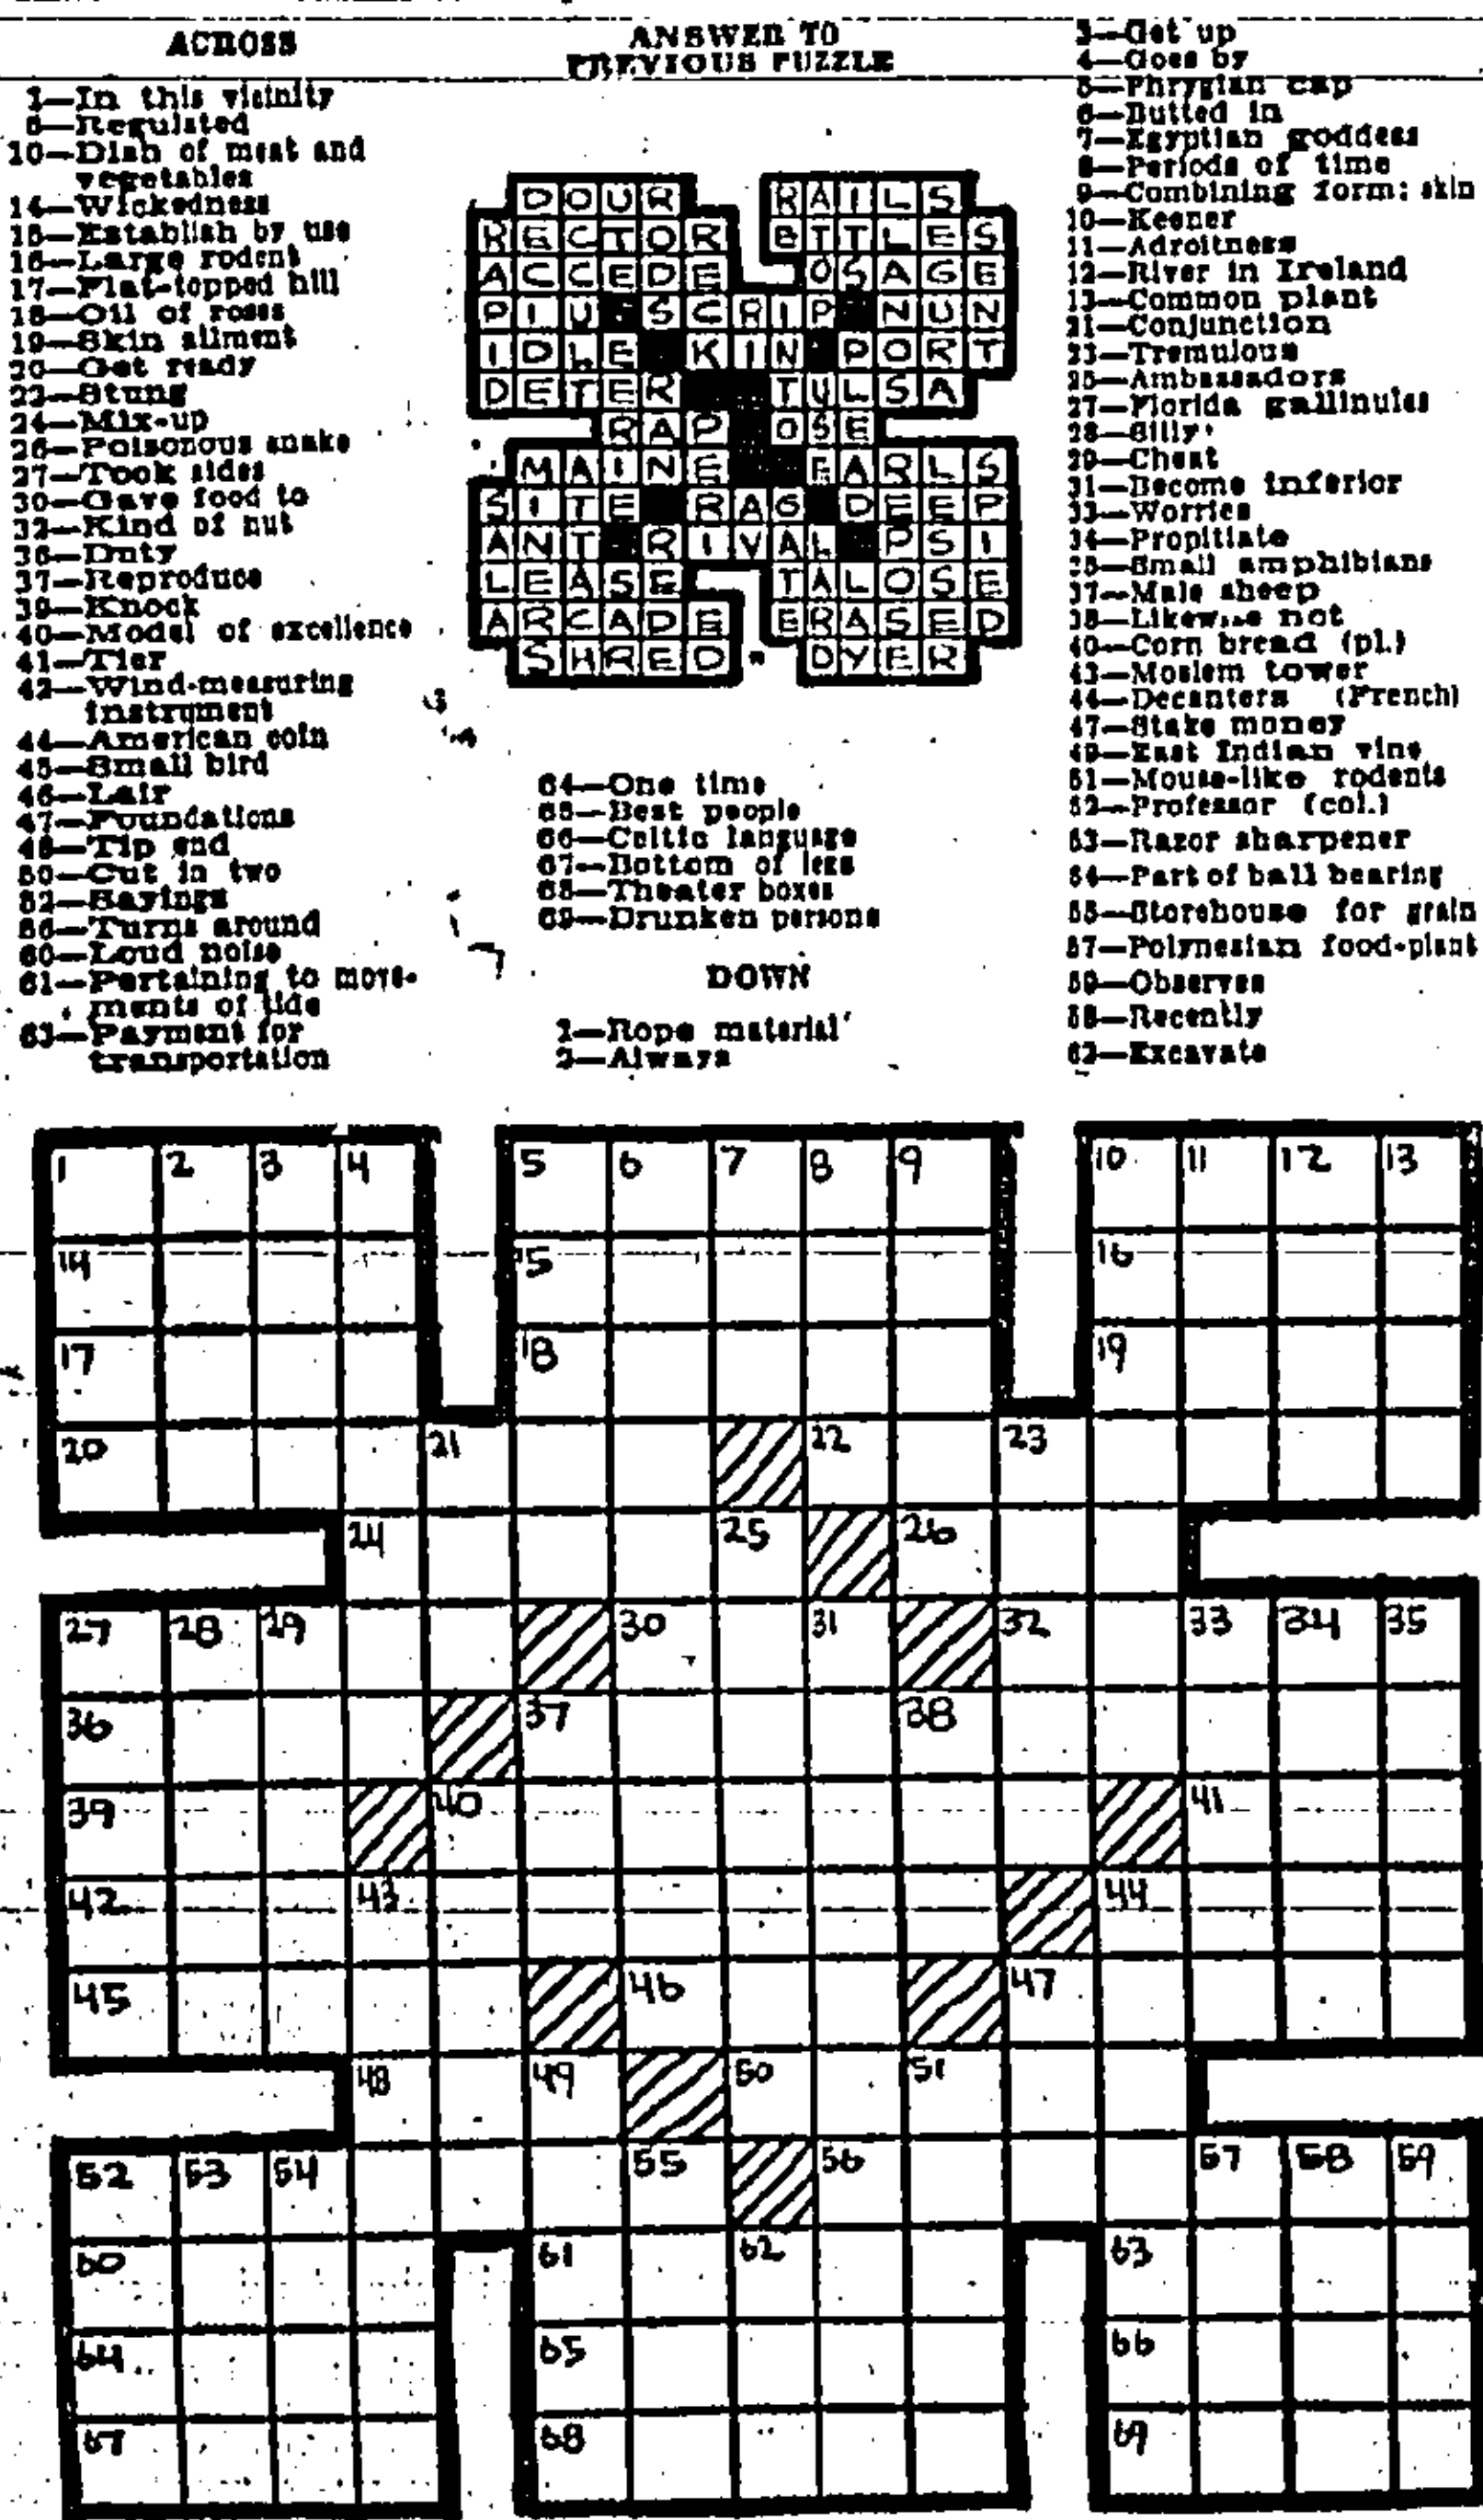 ACROSS
1—In this vicinity
5—Regulated
10—Dish of meat and
vegetables
14—Wickedness
15—Establish by use
16—Large rodent
17—Flat-topped hill
18—Oil of roses
19—Skin ailment
20—Get ready
22—Stung
24—Mix-up
26—Poisonous snake
27—Took sides
30—Gave food to
32—Kind of nut
36—Duty
37—Reproduce
39—Knock
40—Model of excellence
41—Tier
42—Wind-measuring
instrument
44—American coin
45—Small bird
46—Lair
47—Foundations
48—Tip end
50—Cut in two
52—Sayings
56—Turns around
60—Loud noise
61—Pertaining to move-
ments of tide
63—Payment for
transportation
ANSWER TO
PREVIOUS PUZZLE
DOUR RAILS
RECTOR BTTLES
ACCEDE OSAGE
PIU SCRIP NUN
IDLE KIN PORT
DETER TULSA
RAP OSE
MAINE EARLS
SITE RAG DEEP
ANT RIVAL PSI
LEASE TALOSE
ARCADE ERASED
SHRED DYER
64—One time
65—Best people
66—Celtic language
67—Bottom of legs
68—Theater boxes
69—Drunken persons
DOWN
1—Rope material
2—Always
3—Get up
4—Goes by
5—Phrygian cap
6—Butted in
7—Egyptian goddess
8—Periods of time
9—Combining form: skin
10—Keener
11—Adroitness
12—River in Ireland
13—Common plant
21—Conjunction
23—Tremulous
25—Ambassadors
27—Florida gallinules
28—Silly
29—Cheat
31—Become inferior
33—Worries
34—Propitiate
35—Small amphibians
37—Male sheep
38—Likewise not
40—Corn bread (pl.)
43—Moslem tower
44—Decanters (French)
47—Stake money
49—East Indian vine
51—Mouse-like rodents
52—Professor (col.)
53—Razor sharpener
54—Part of ball bearing
55—Storehouse for grain
57—Polynesian food-plant
59—Observes
58—Recently
62—Excavate
1 2 3 4 5 6 7 8 9 10 11 12 13
14 15 16
17 18 19
20 21 22 23
24 25 26
27 28 29 30 31 32 33 34 35
36 37 38
39 40 41
42 43 44
45 46 47
48 49 50 51
52 53 54 55 56 57 58 59
60 61 62 63
64 65 66
67 68 69